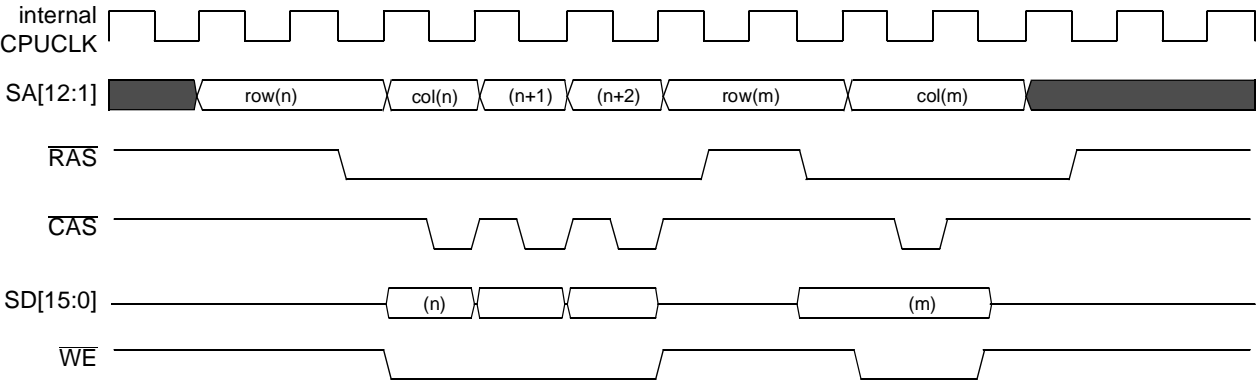 internal
CPUCLK
SA[12:1] row(n) col(n) (n+1) (n+2) row(m) col(m)
RAS
CAS
SD[15:0] (n) (m)
WE